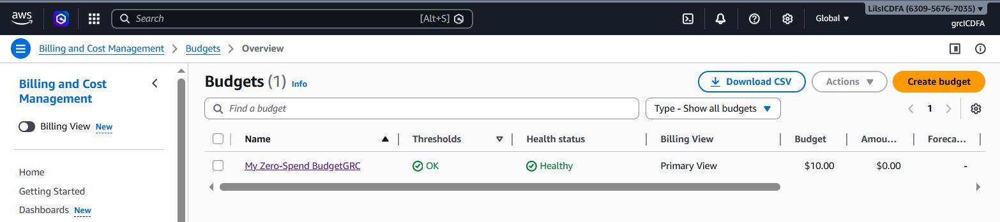 aws
Search [Alt+S]
Global
LilsICDFA (6309-5676-7035)
grcICDFA
Billing and Cost Management > Budgets > Overview
Billing and Cost
Management
Billing View New
Home
Getting Started
Dashboards New
Budgets (1) Info
Download CSV Actions Create budget
Find a budget Type - Show all budgets 1
Name Thresholds Health status Billing View Budget Amou... Foreca...
My Zero-Spend BudgetGRC OK Healthy Primary View $10.00 $0.00 -